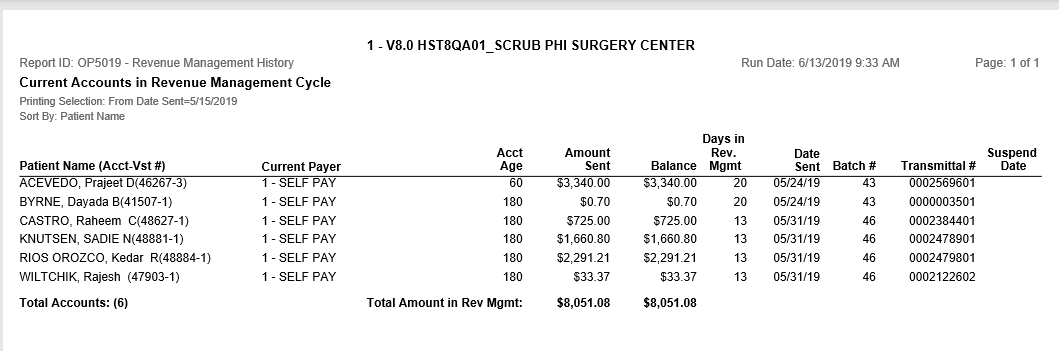 1 - V8.0 HST8QA01_SCRUB PHI SURGERY CENTER
Report ID: OP5019 - Revenue Management History Run Date: 6/13/2019 9:33 AM Page: 1 of 1
Current Accounts in Revenue Management Cycle
Printing Selection: From Date Sent=5/15/2019
Sort By: Patient Name
Patient Name (Acct-Vst #) Current Payer Acct Age Amount Sent Balance Days in Rev. Mgmt Date Sent Batch # Transmittal # Suspend Date
ACEVEDO, Prajeet D(46267-3) 1 - SELF PAY 60 $3,340.00 $3,340.00 20 05/24/19 43 0002569601
BYRNE, Dayada B(41507-1) 1 - SELF PAY 180 $0.70 $0.70 20 05/24/19 43 0000003501
CASTRO, Raheem C(48627-1) 1 - SELF PAY 180 $725.00 $725.00 13 05/31/19 46 0002384401
KNUTSEN, SADIE N(48881-1) 1 - SELF PAY 180 $1,660.80 $1,660.80 13 05/31/19 46 0002478901
RIOS OROZCO, Kedar R(48884-1) 1 - SELF PAY 180 $2,291.21 $2,291.21 13 05/31/19 46 0002479801
WILTCHIK, Rajesh (47903-1) 1 - SELF PAY 180 $33.37 $33.37 13 05/31/19 46 0002122602
Total Accounts: (6) Total Amount in Rev Mgmt: $8,051.08 $8,051.08